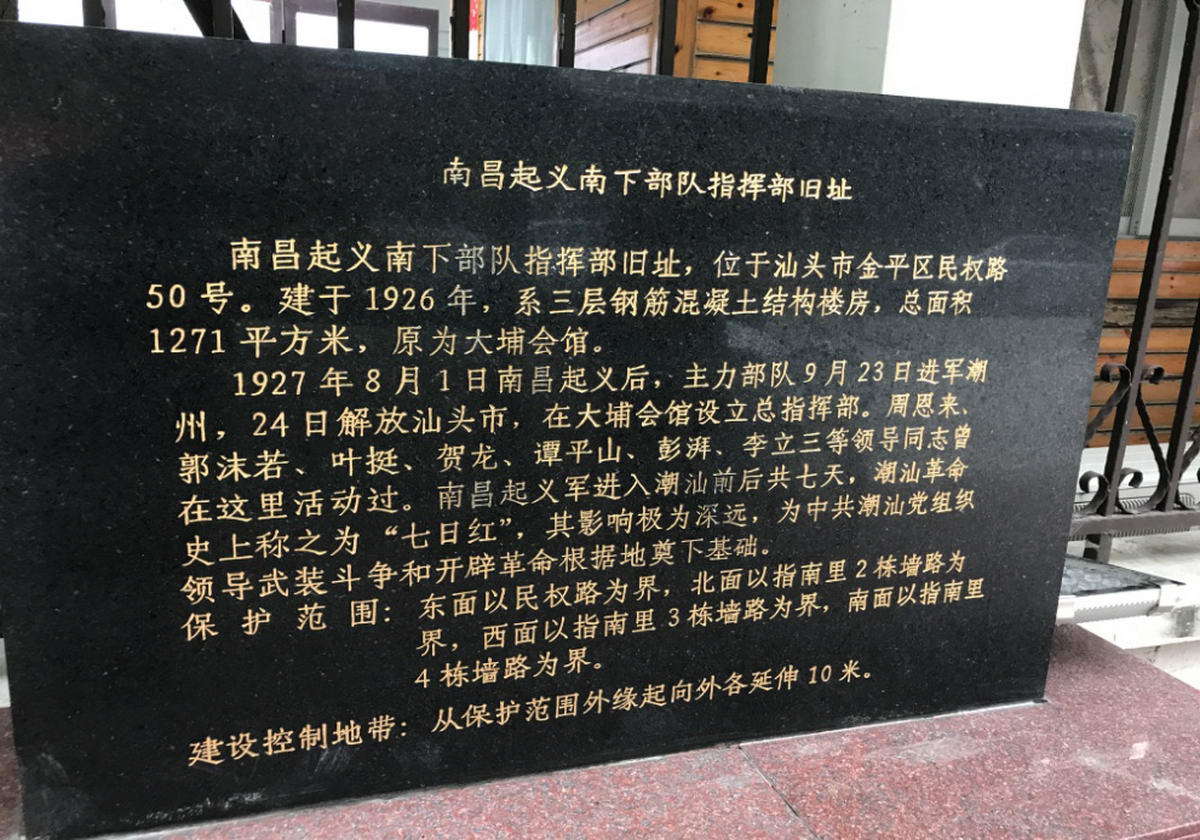 南昌起义南下部队指挥部旧址
南昌起义南下部队指挥部旧址，位于汕头市金平区民权路
50号。建于1926年，系三层钢筋混凝土结构楼房，总面积
1271平方米，原为大埔会馆。
1927年8月1日南昌起义后，主力部队9月23日进军潮
州，24日解放汕头市，在大埔会馆设立总指挥部。周恩来、
郭沫若、叶挺、贺龙、谭平山、彭湃、李立三等领导同志曾
在这里活动过。南昌起义军进入潮汕前后共七天，潮汕革命
史上称之为“七日红”，其影响极为深远，为中共潮汕党组织
领导武装斗争和开辟革命根据地奠下基础。
保护范围：东面以民权路为界，北面以指南里2栋墙路为
界，西面以指南里3栋墙路为界，南面以指南里
4栋墙路为界。
建设控制地带：从保护范围外缘起向外各延伸10米。